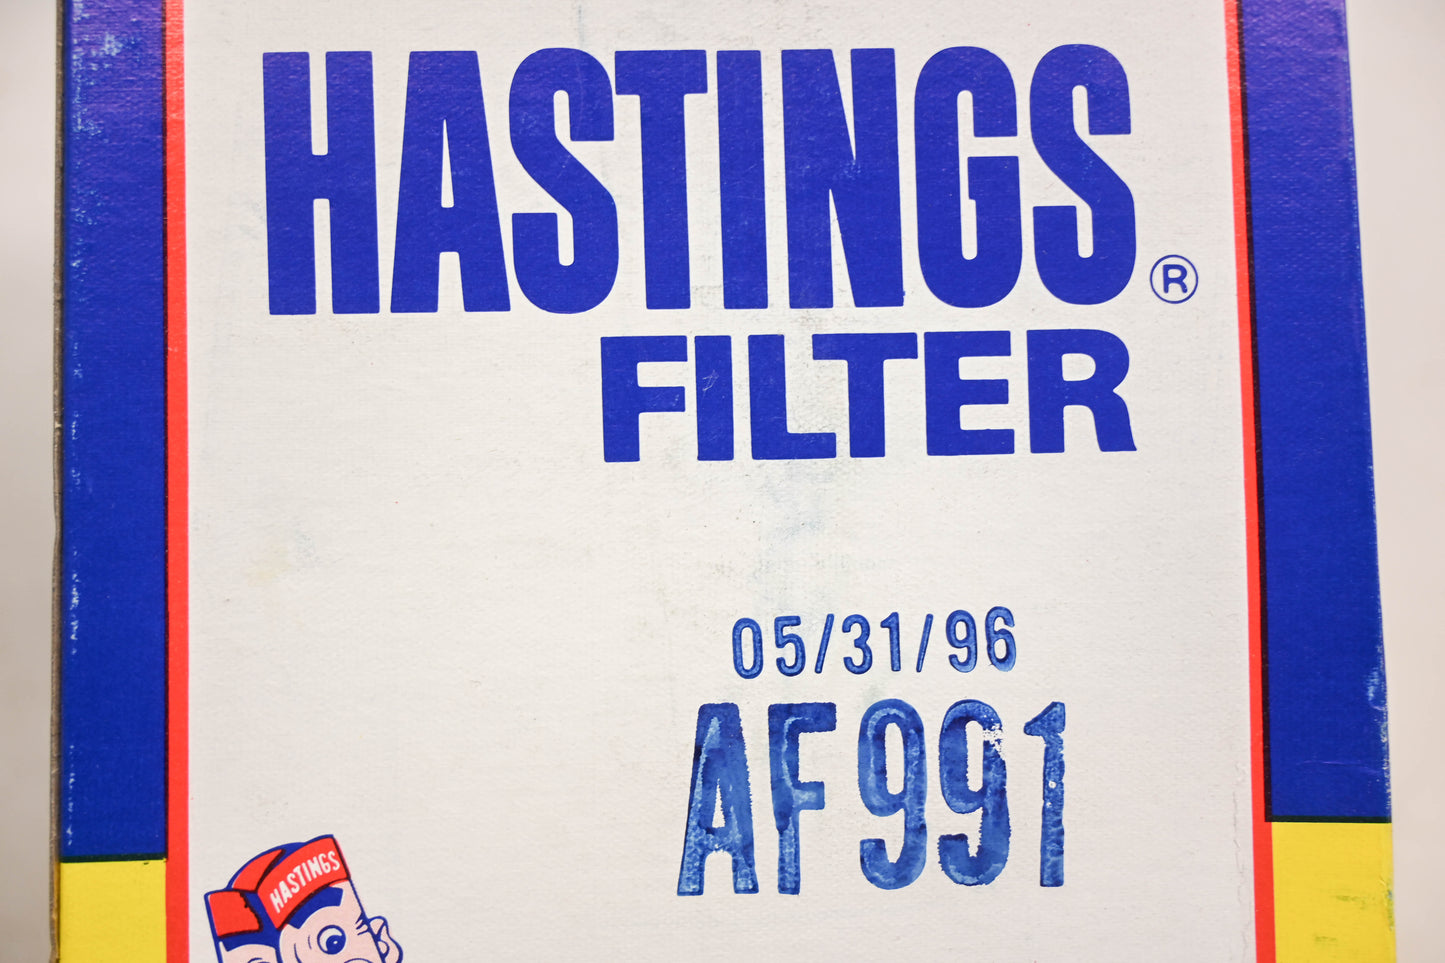 HASTINGS®
FILTER
05/31/96
AF991
HASTINGS